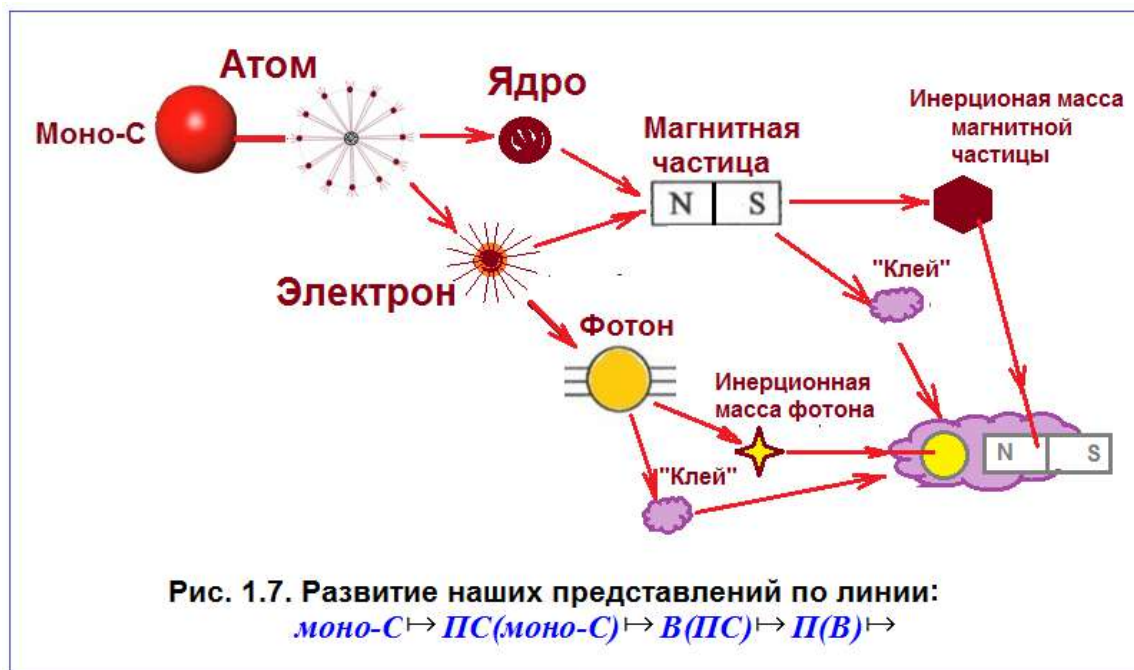 Атом
Моно-С
Ядро
Магнитная
частица
N S
Инерционая масса
магнитной
частицы
"Клей"
Электрон
Фотон
Инерционная
масса фотона
"Клей"
N S
Рис. 1.7. Развитие наших представлений по линии:
моно-С ↦ ПС(моно-С) ↦ В(ПС) ↦ П(В) ↦